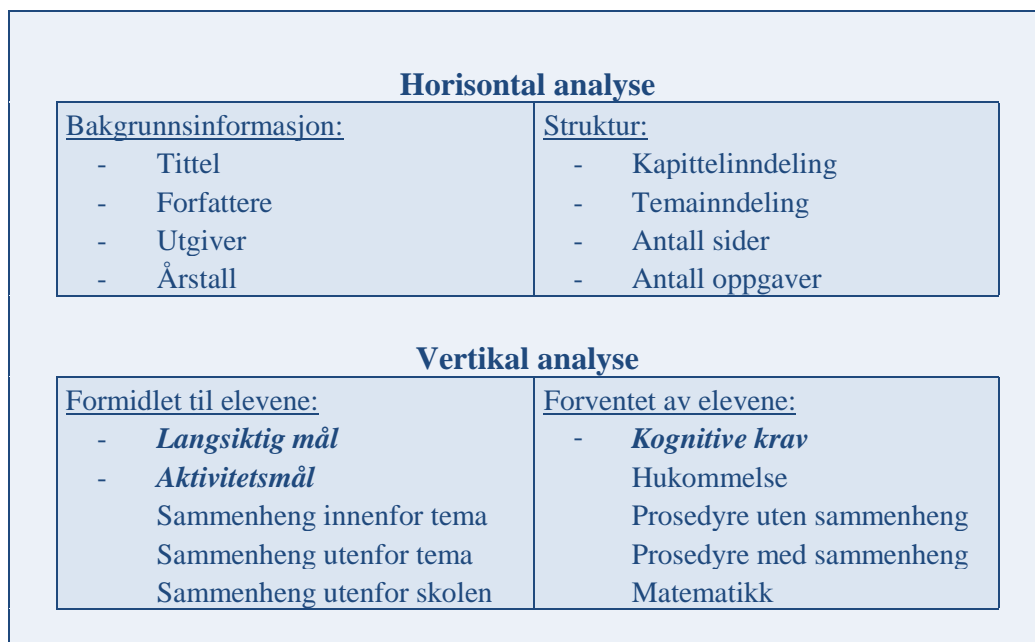 Horisontal analyse
Bakgrunnsinformasjon:
- Tittel
- Forfattere
- Utgiver
- Årstall
Struktur:
- Kapittelinndeling
- Temainndeling
- Antall sider
- Antall oppgaver
Vertikal analyse
Formidlet til elevene:
- Langsiktig mål
- Aktivitetsmål
Sammenheng innenfor tema
Sammenheng utenfor tema
Sammenheng utenfor skolen
Forventet av elevene:
- Kognitive krav
Hukommelse
Prosedyre uten sammenheng
Prosedyre med sammenheng
Matematikk